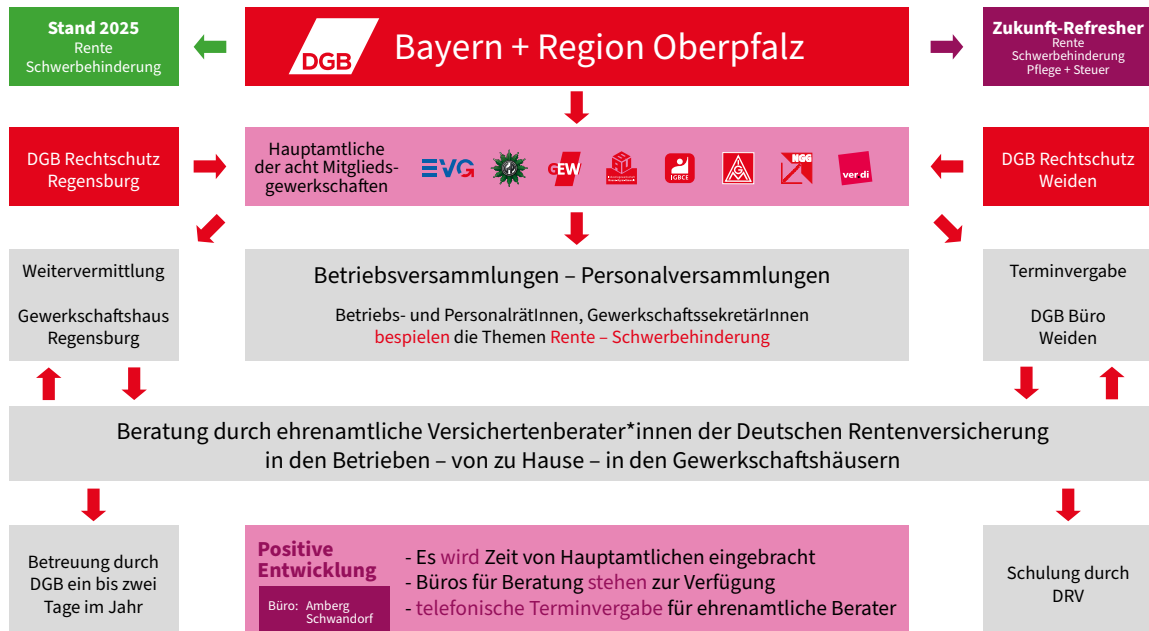 Stand 2025
Rente
Schwerbehinderung
DGB
Bayern + Region Oberpfalz
Zukunft-Refresher
Rente
Schwerbehinderung
Pflege + Steuer
DGB Rechtschutz
Regensburg
Hauptamtliche
der acht Mitglieds-
gewerkschaften
EVG
GEW
IGBCE
NGG
ver di
DGB Rechtschutz
Weiden
Weitervermittlung
Gewerkschaftshaus
Regensburg
Betriebsversammlungen – Personalversammlungen
Betriebs- und PersonalrätInnen, GewerkschaftssekretärInnen
bespielen die Themen Rente – Schwerbehinderung
Terminvergabe
DGB Büro
Weiden
Beratung durch ehrenamtliche Versichertenberater*innen der Deutschen Rentenversicherung
in den Betrieben – von zu Hause – in den Gewerkschaftshäusern
Betreuung durch
DGB ein bis zwei
Tage im Jahr
Positive
Entwicklung
Büro: Amberg
Schwandorf
- Es wird Zeit von Hauptamtlichen eingebracht
- Büros für Beratung stehen zur Verfügung
- telefonische Terminvergabe für ehrenamtliche Berater
Schulung durch
DRV